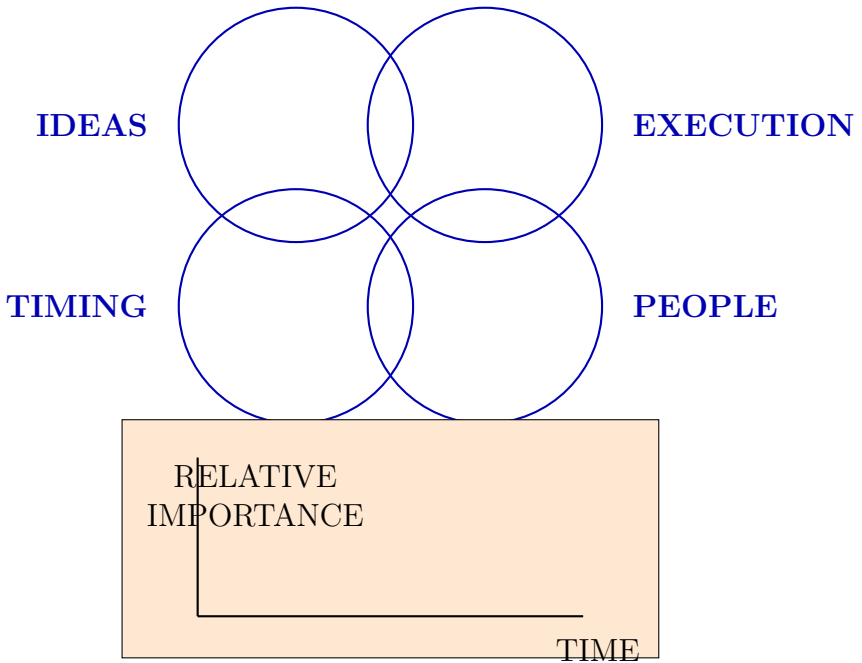 IDEAS
EXECUTION
TIMING
PEOPLE
RELATIVE
IMPORTANCE
TIME